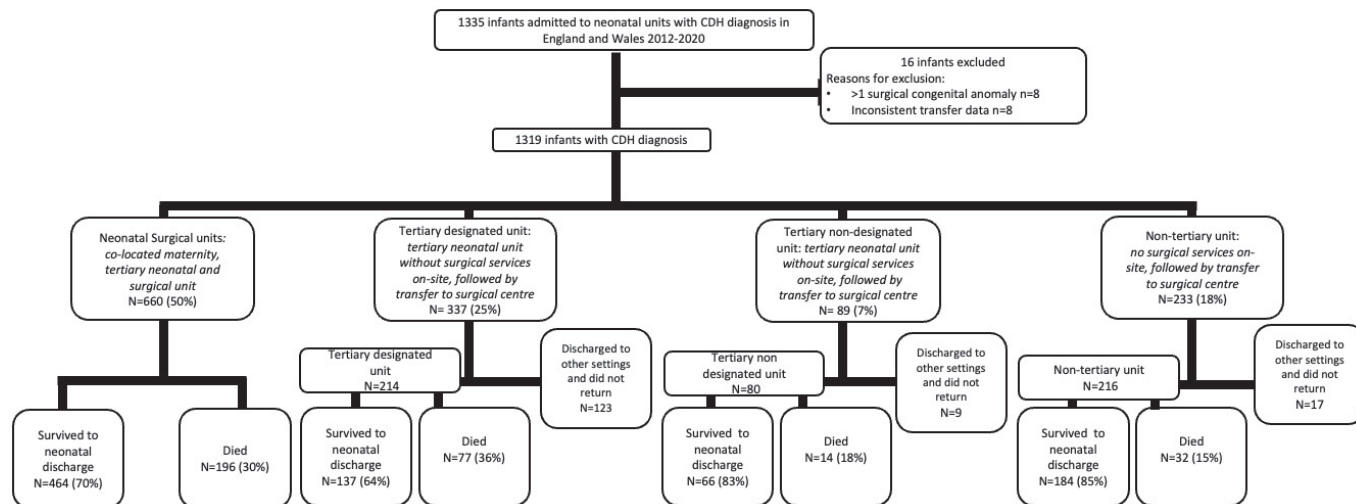 1335 infants admitted to neonatal units with CDH diagnosis in
England and Wales 2012-2020
16 infants excluded
Reasons for exclusion:
• >1 surgical congenital anomaly n=8
• Inconsistent transfer data n=8
1319 infants with CDH diagnosis
Neonatal Surgical units:
co-located maternity,
tertiary neonatal and
surgical unit
N=660 (50%)
Tertiary designated unit:
tertiary neonatal unit
without surgical services
on-site, followed by
transfer to surgical centre
N= 337 (25%)
Tertiary non-designated
unit: tertiary neonatal unit
without surgical services
on-site, followed by
transfer to surgical centre
N= 89 (7%)
Non-tertiary unit:
no surgical services on-
site, followed by transfer
to surgical centre
N=233 (18%)
Tertiary designated
unit
N=214
Discharged to
other settings
and did not
return
N=123
Tertiary non
designated unit
N=80
Discharged to
other settings
and did not
return
N=9
Non-tertiary unit
N=216
Discharged to
other settings
and did not
return
N=17
Survived to
neonatal
discharge
N=464 (70%)
Died
N=196 (30%)
Survived to
neonatal
discharge
N=137 (64%)
Died
N=77 (36%)
Survived to
neonatal
discharge
N=66 (83%)
Died
N=14 (18%)
Survived to
neonatal
discharge
N=184 (85%)
Died
N=32 (15%)